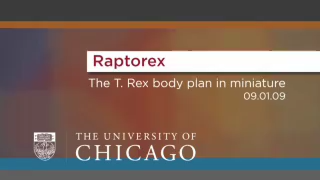 Raptorex
The T. Rex body plan in miniature
09.01.09
THE UNIVERSITY OF
CHICAGO